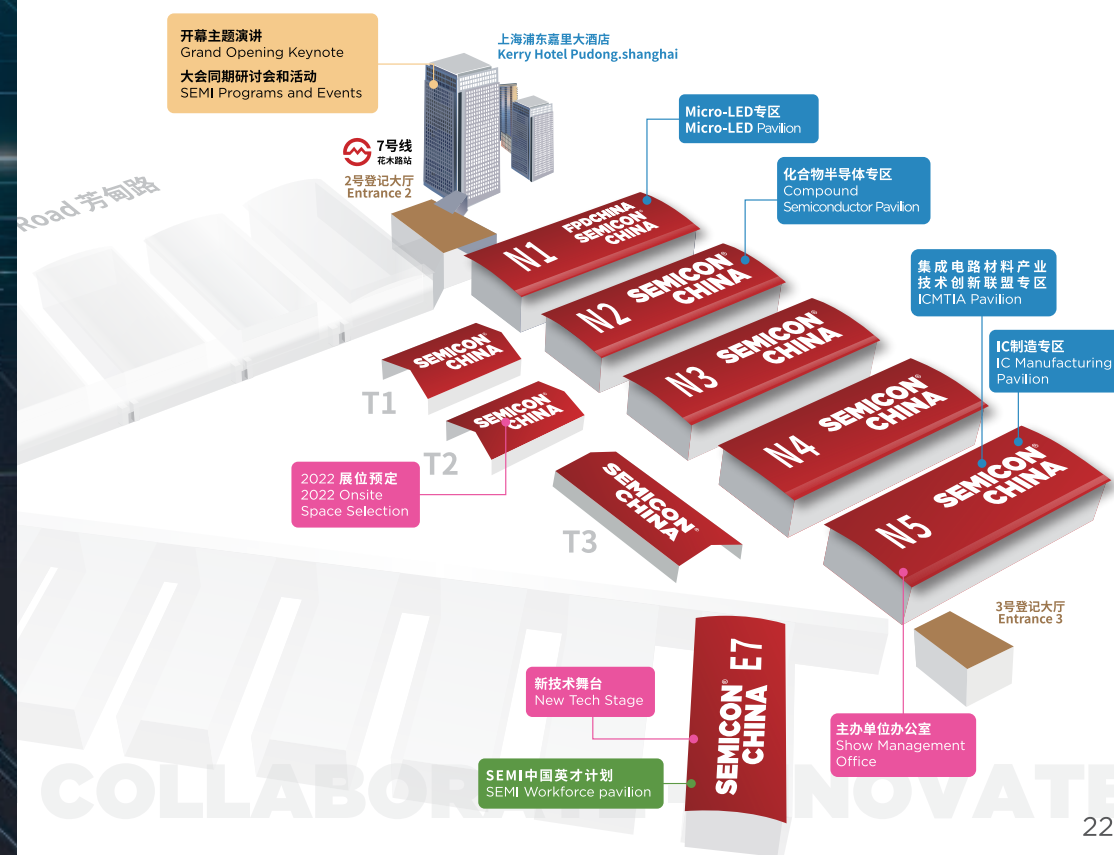 开幕主题演讲
Grand Opening Keynote
大会同期研讨会和活动
SEMI Programs and Events
上海浦东嘉里大酒店
Kerry Hotel Pudong.shanghai
7号线
花木路站
2号登记大厅
Entrance 2
Road 芳甸路
Micro-LED专区
Micro-LED Pavilion
化合物半导体专区
Compound
Semiconductor Pavilion
集成电路材料产业
技术创新联盟专区
ICMTIA Pavilion
IC制造专区
IC Manufacturing
Pavilion
N1
FPDCHINA
SEMICON®
CHINA
N2
SEMICON®
CHINA
N3
SEMICON®
CHINA
N4
SEMICON®
CHINA
N5
SEMICON®
CHINA
SEMICON®
CHINA
T1
SEMICON®
CHINA
T2
SEMICON®
CHINA
T3
2022 展位预定
2022 Onsite
Space Selection
3号登记大厅
Entrance 3
SEMICON®
CHINA
E7
新技术舞台
New Tech Stage
SEMI中国英才计划
SEMI Workforce pavilion
主办单位办公室
Show Management
Office
22